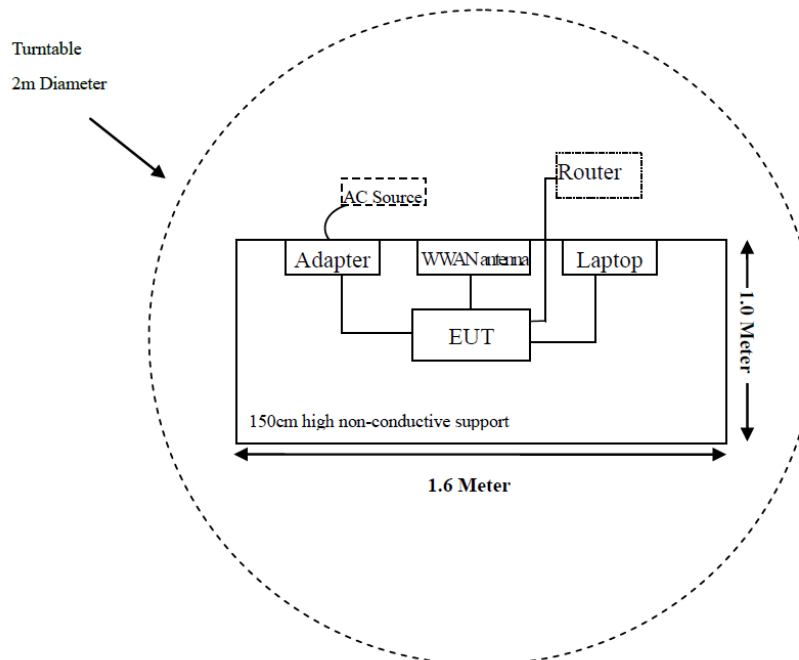 Turntable
2m Diameter
Router
AC Source
Adapter
WWAN antenna
Laptop
EUT
1.0 Meter
150cm high non-conductive support
1.6 Meter